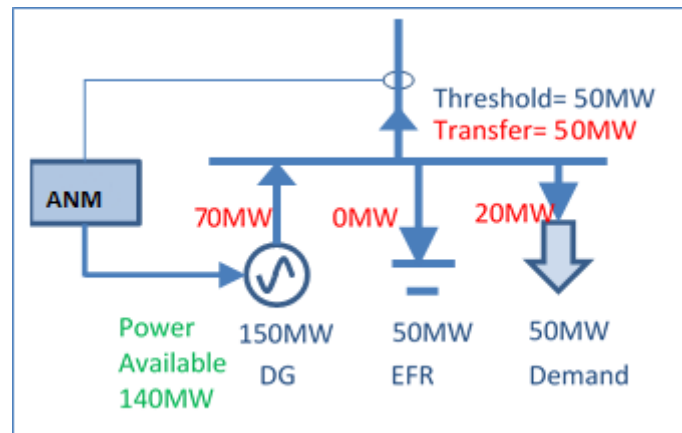 Threshold= 50MW
Transfer= 50MW
ANM
70MW
0MW
20MW
Power
Available
140MW
150MW
DG
50MW
EFR
50MW
Demand